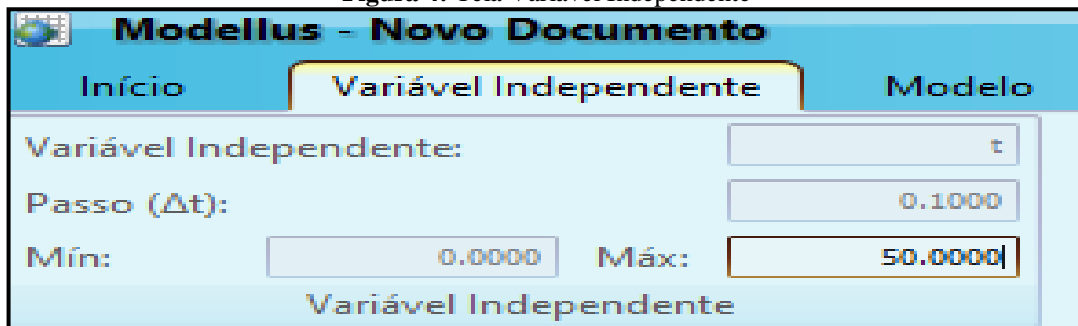 Modellus - Novo Documento
Início Variável Independente Modelo
Variável Independente: t
Passo (Δt): 0.1000
Mín: 0.0000 Máx: 50.0000
Variável Independente